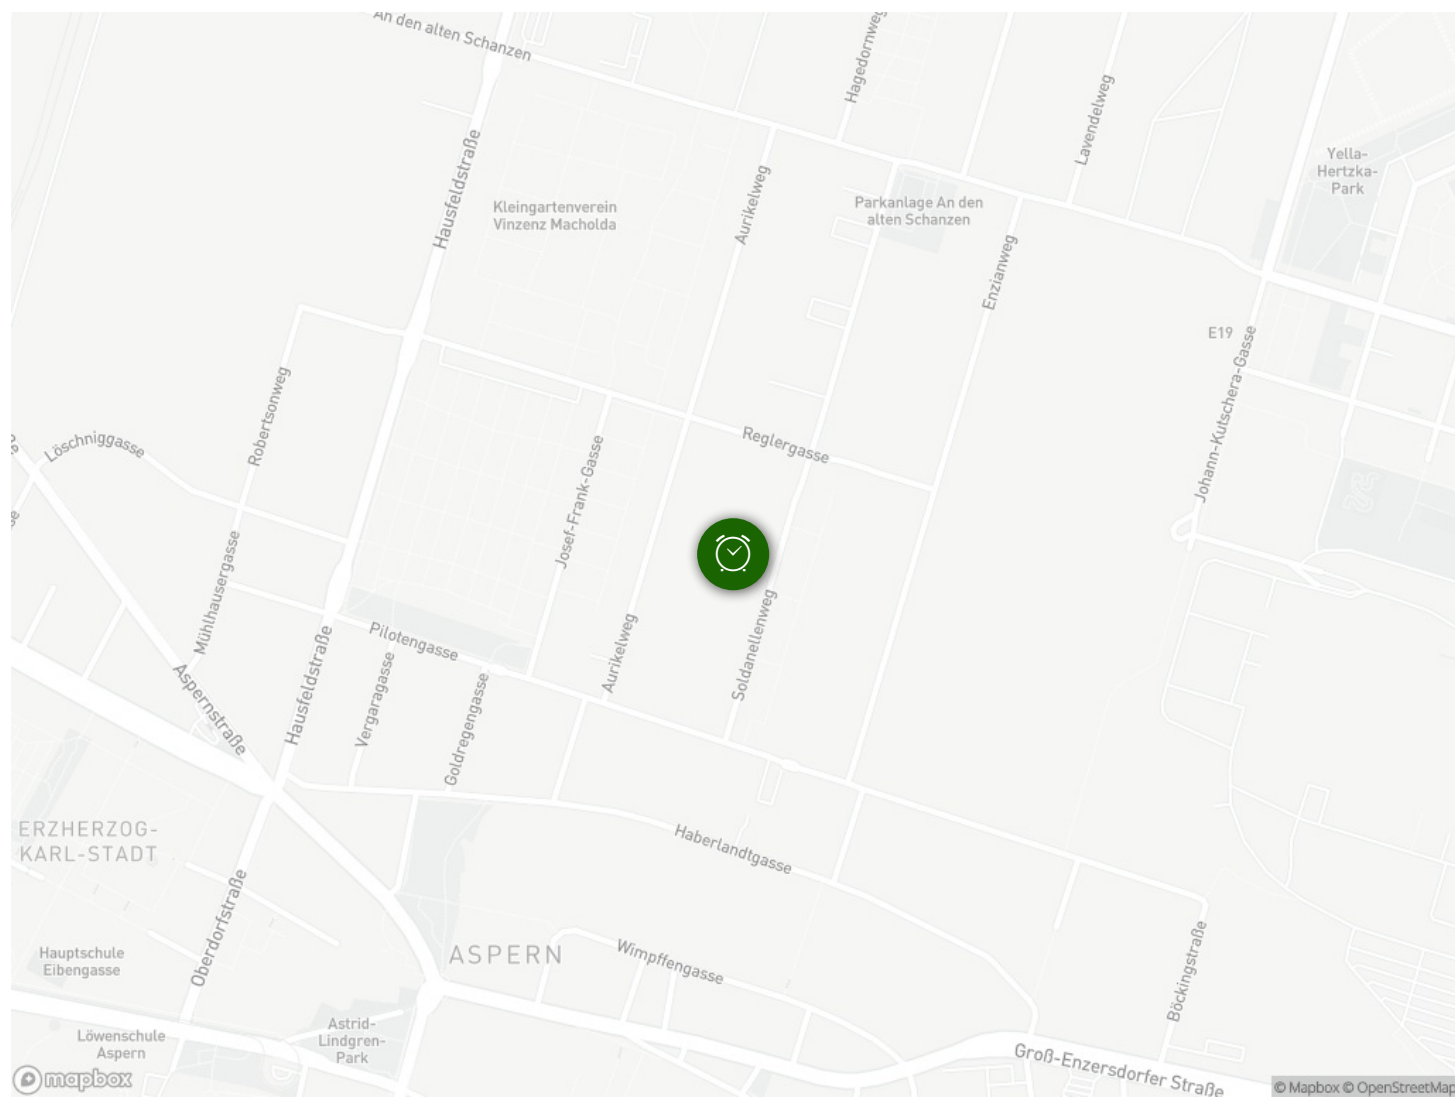 An den alten Schanzen
Hagedornweg
Lavendelweg
Hausfeldstraße
Yella-
Hertzka-
Park
Kleingartenverein
Vinzenz Macholda
Aurikelweg
Parkanlage An den
alten Schanzen
Enzianweg
E19
Johann-Kutschera-Gasse
Robertsonweg
Löschniggasse
Reglergasse
Josef-Frank-Gasse
Mühlhausergasse
Pilotengasse
Aurikelweg
Soldanellenweg
Hausfeldstraße
Vergaragasse
Goldregengasse
Aspernstraße
ERZHERZOG-
KARL-STADT
Haberlandtgasse
Oberdorfstraße
Hauptschule
Eibengasse
ASPERN
Wimpffengasse
Böckingstraße
Löwenschule
Aspern
Astrid-
Lindgren-
Park
Groß-Enzersdorfer Straße
mapbox
© Mapbox © OpenStreetMap